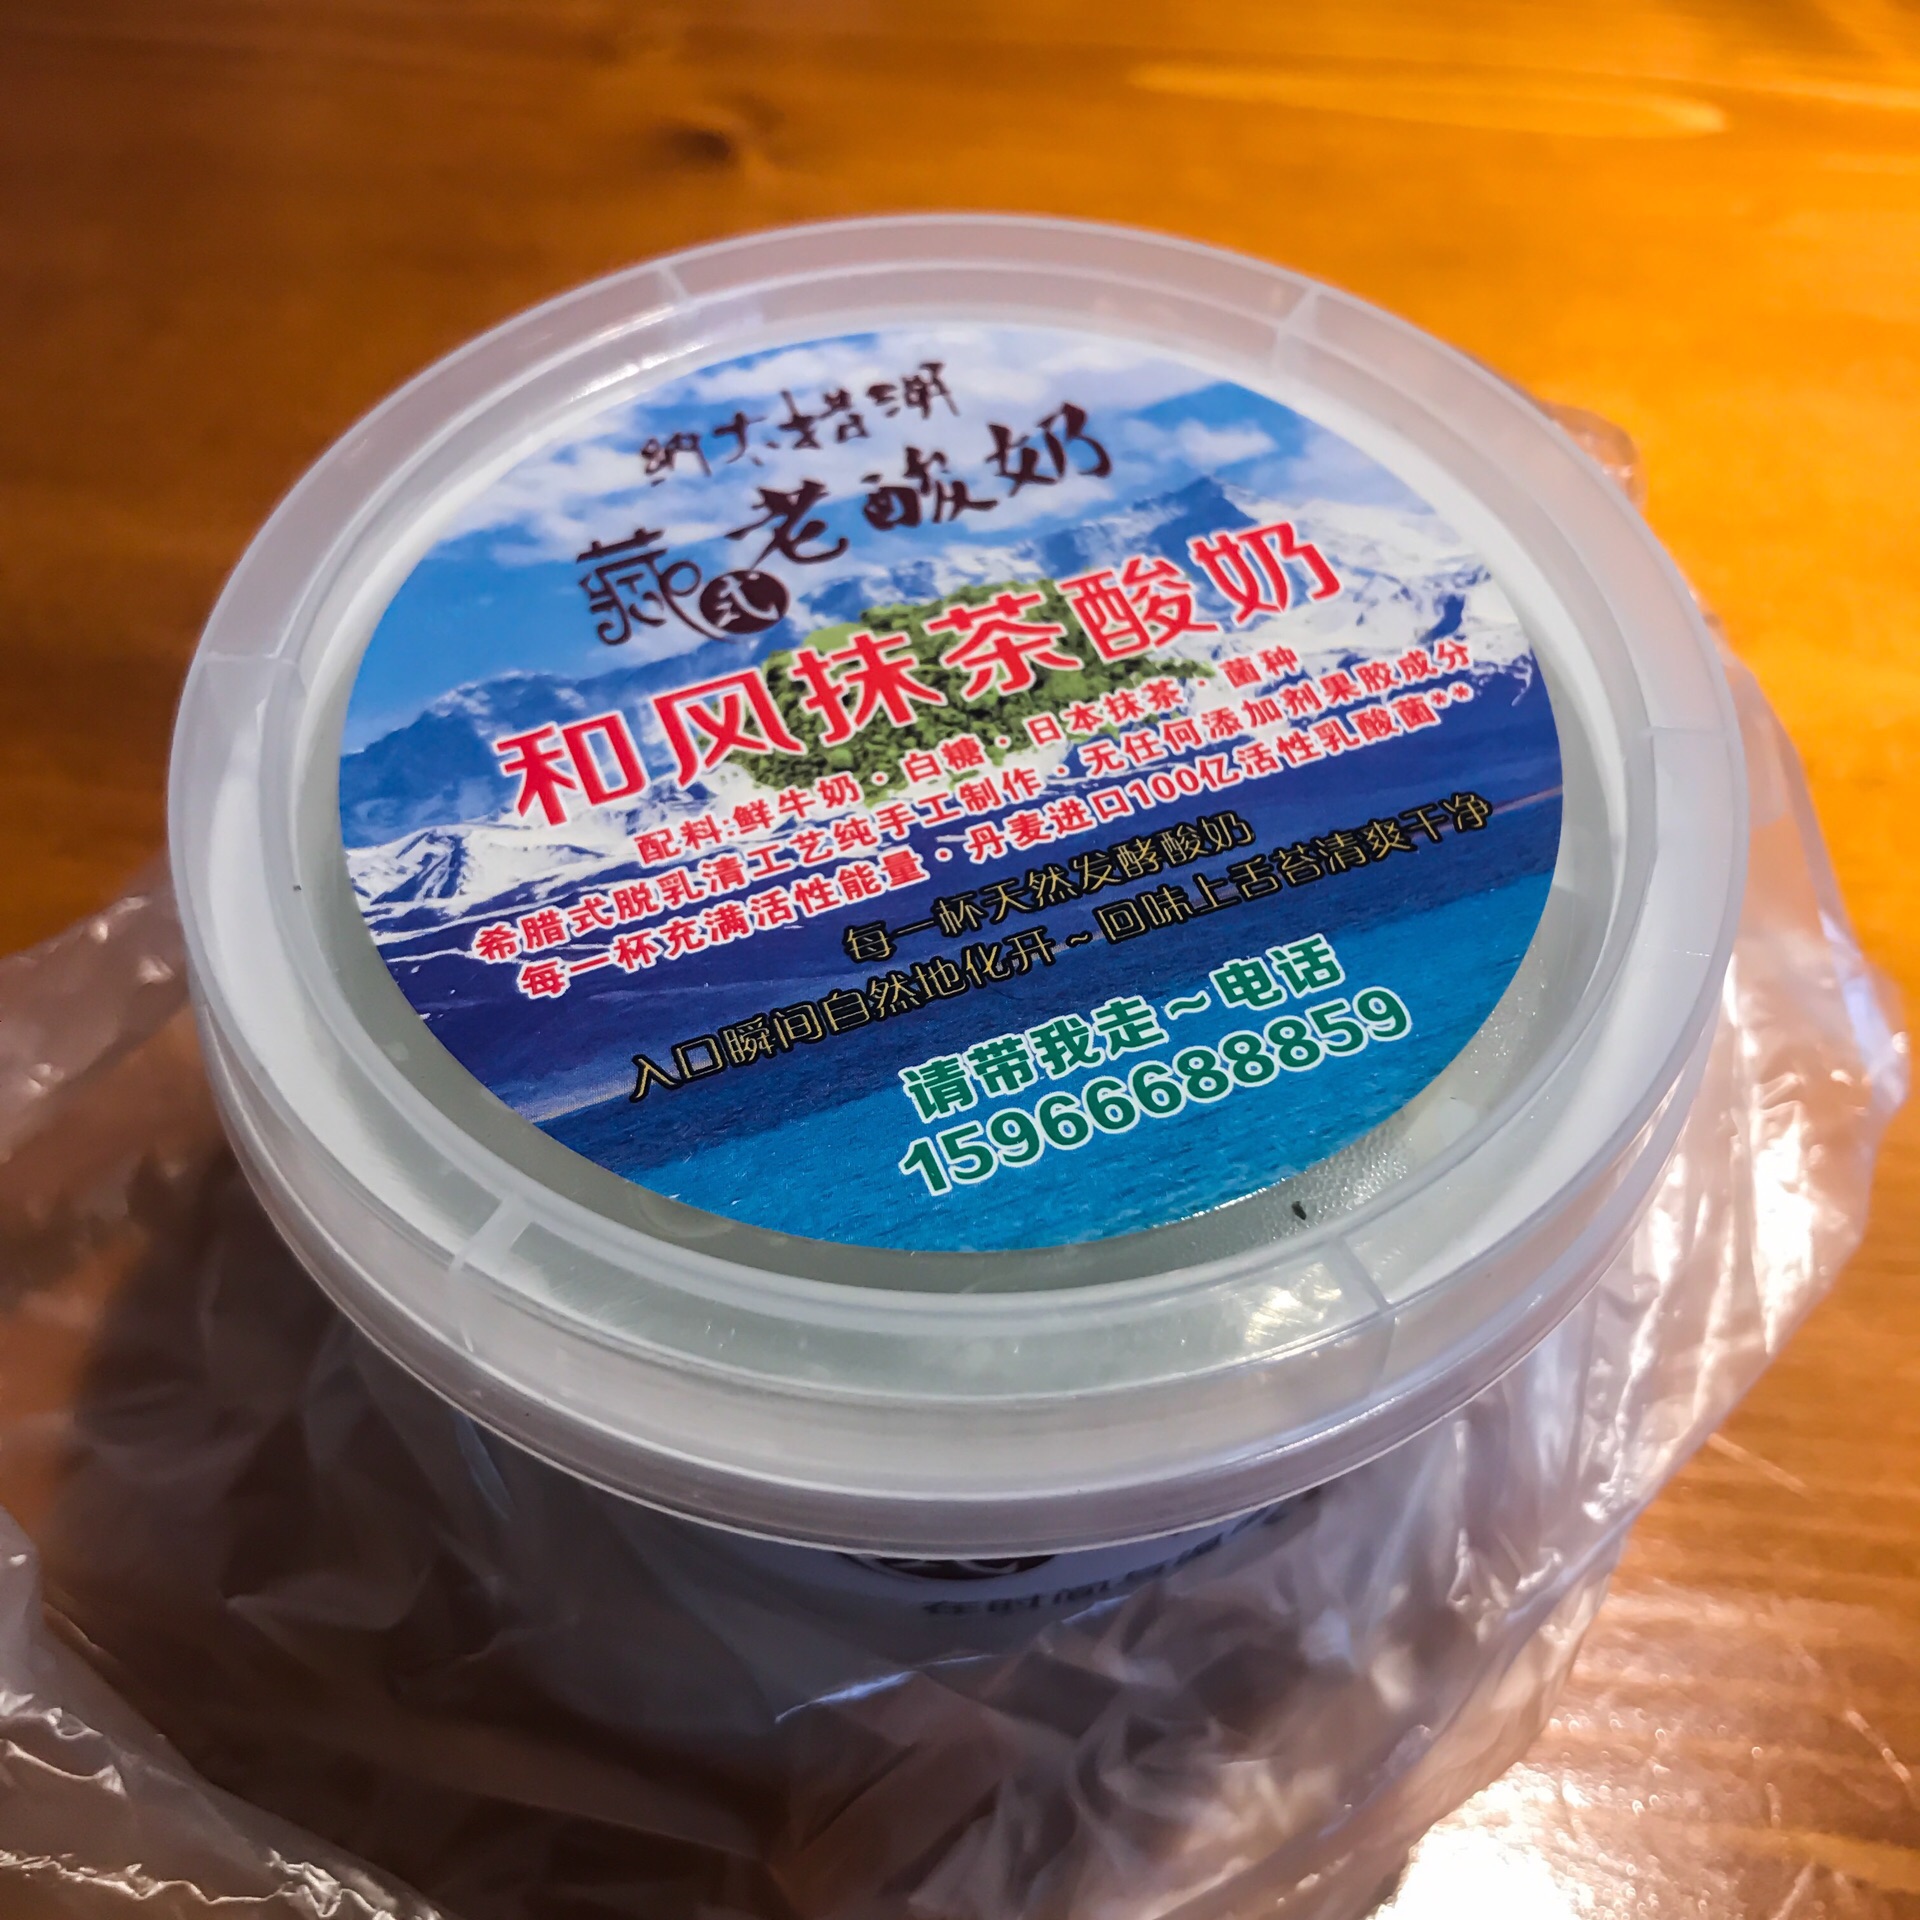 纳木措湖
藏式老酸奶
和风抹茶酸奶
配料:鲜牛奶·白糖·日本抹茶·菌种
希腊式脱乳清工艺纯手工制作·无任何添加剂果胶成分
每一杯充满活性能量·丹麦进口100亿活性乳酸菌**
每一杯天然发酵酸奶
入口瞬间自然地化开~回味上舌苔清爽干净
请带我走~电话
15966688859